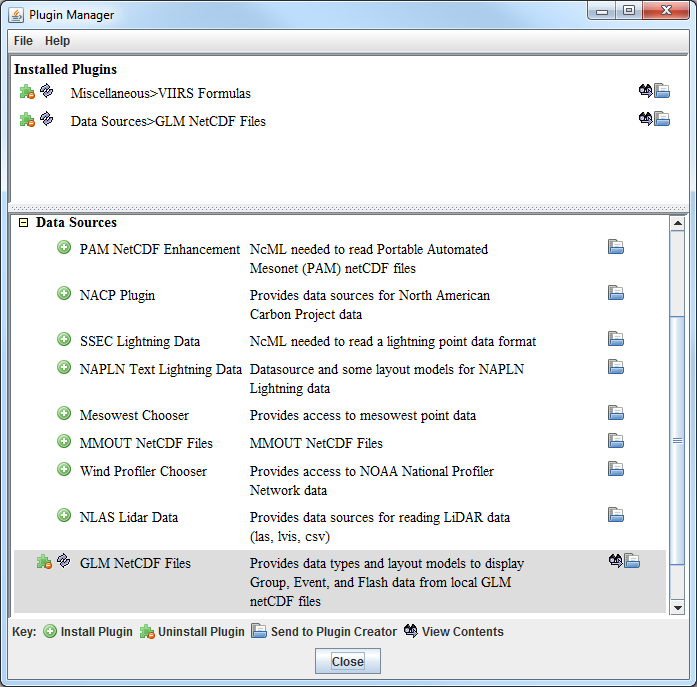 Plugin Manager
File Help
Installed Plugins
Miscellaneous>VIIRS Formulas
Data Sources>GLM NetCDF Files
Data Sources
PAM NetCDF Enhancement NcML needed to read Portable Automated
Mesonet (PAM) netCDF files
NACP Plugin Provides data sources for North American
Carbon Project data
SSEC Lightning Data NcML needed to read a lightning point data format
NAPLN Text Lightning Data Datasource and some layout models for NAPLN
Lightning data
Mesowest Chooser Provides access to mesowest point data
MMOUT NetCDF Files MMOUT NetCDF Files
Wind Profiler Chooser Provides access to NOAA National Profiler
Network data
NLAS Lidar Data Provides data sources for reading LiDAR data
(las, lvis, csv)
GLM NetCDF Files Provides data types and layout models to display
Group, Event, and Flash data from local GLM
netCDF files
Key: Install Plugin Uninstall Plugin Send to Plugin Creator View Contents
Close